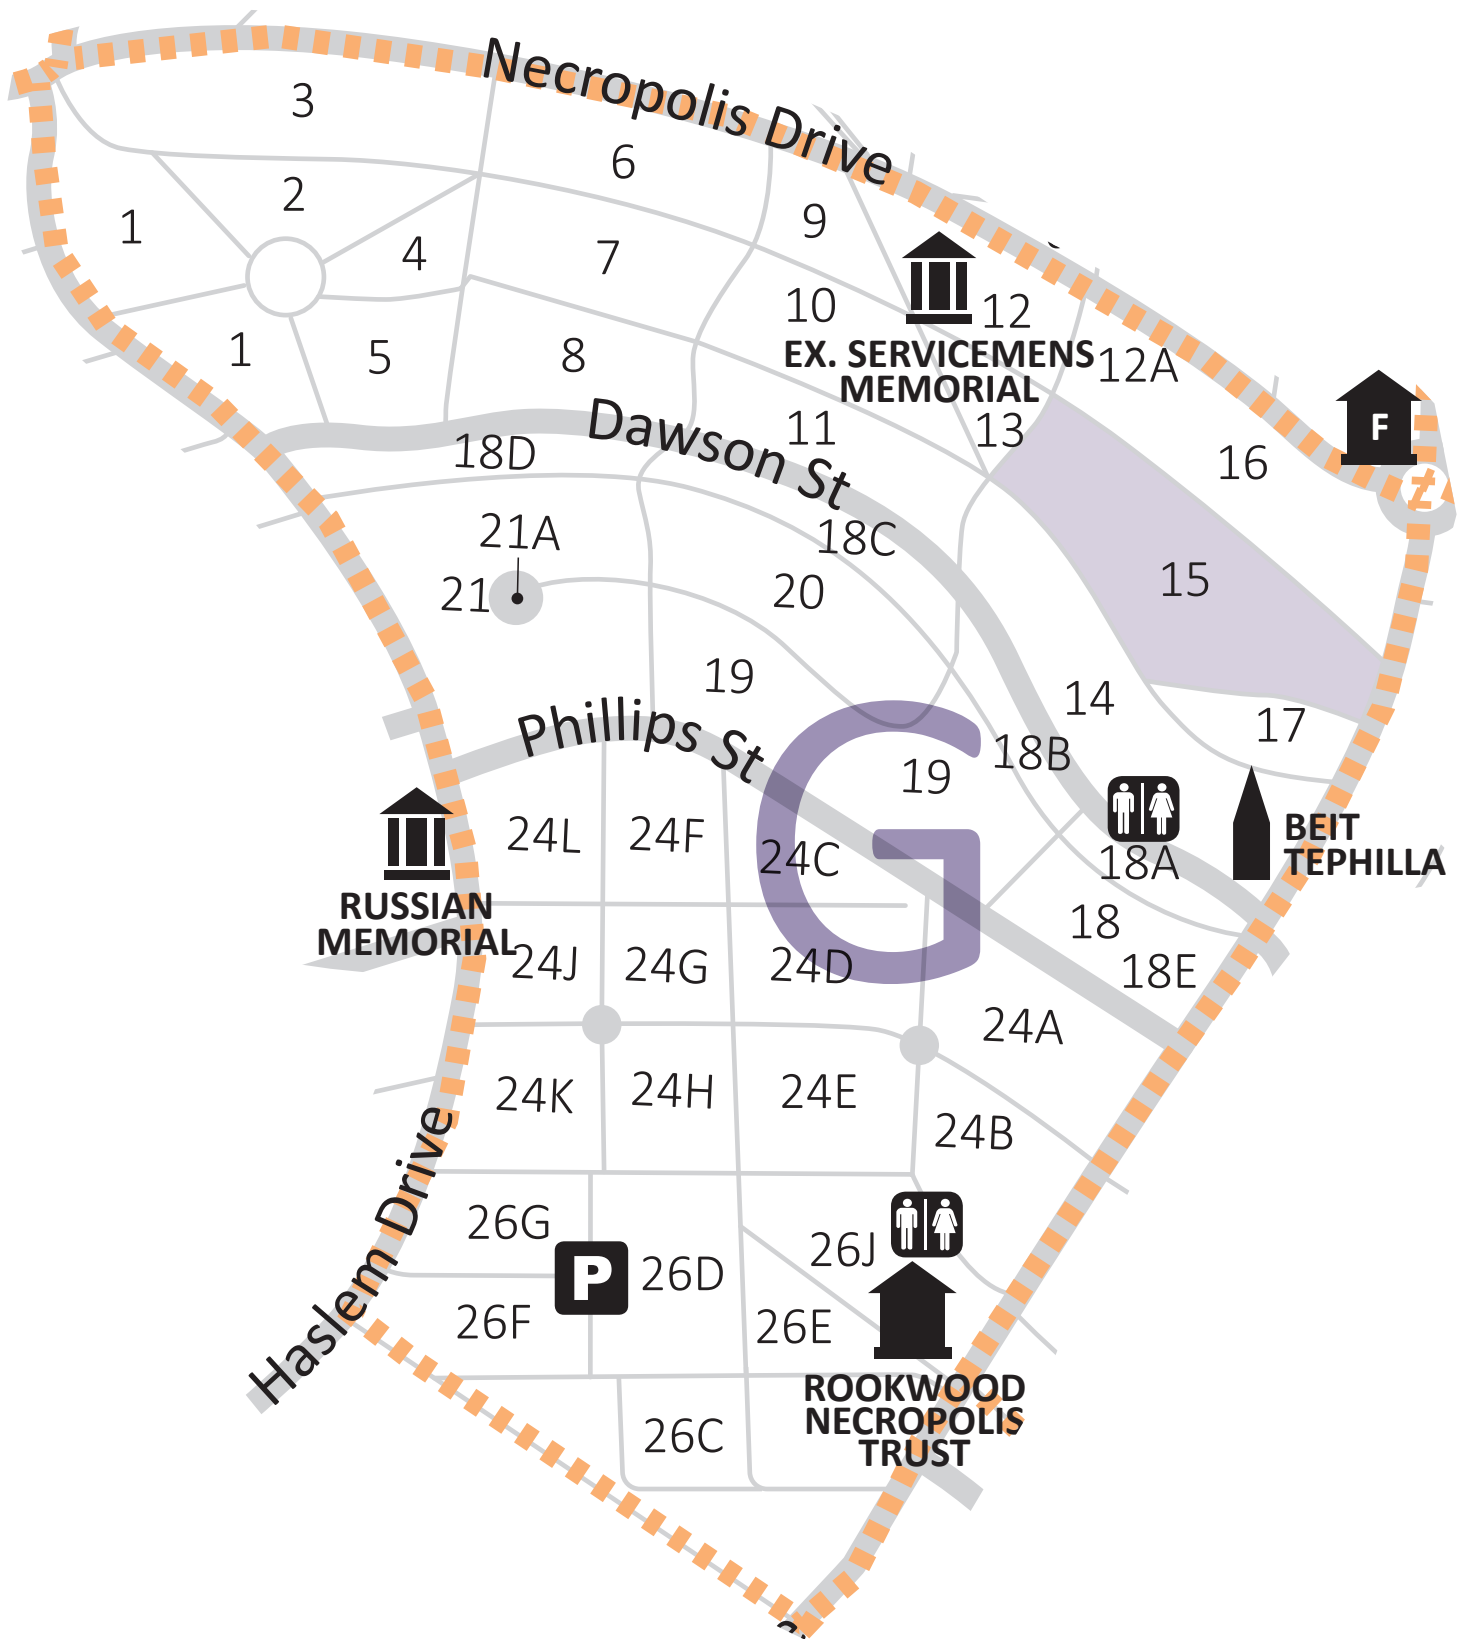 Necropolis Drive
3
6
2
1
9
4
7
10
12
EX. SERVICEMENS
MEMORIAL
12A
1
5
8
F
11
13
Dawson St
16
18D
21A
18C
15
21
20
19
14
17
Phillips St
18B
19
24L
24F
24C
18A
BEIT
TEPHILLA
G
RUSSIAN
MEMORIAL
18
24J
24G
24D
18E
24A
24K
24H
24E
24B
Haslem Drive
26G
26J
P
26D
26F
26E
ROOKWOOD
NECROPOLIS
TRUST
26C